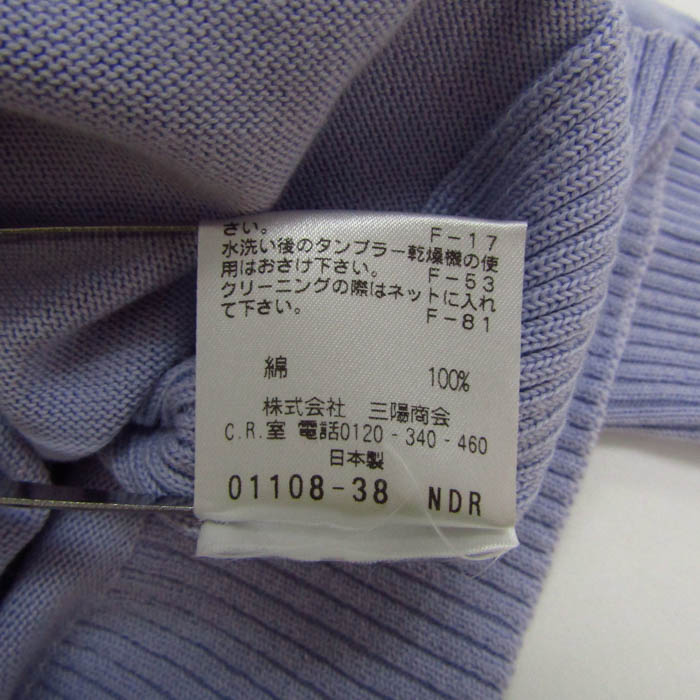 さい。 F-17
水洗い後のタンブラー乾燥機の使
用はおさけ下さい。 F-53
クリーニングの際はネットに入れ
て下さい。 F-81
綿 100%
株式会社 三陽商会
C.R.室 電話0120-340-460
日本製
01108-38 NDR